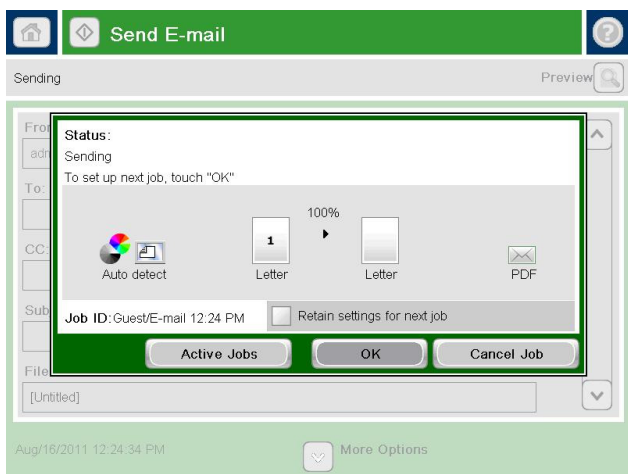 Send E-mail
Sending
Preview
Status:
Sending
To set up next job, touch "OK"
100%
1
Auto detect
Letter
Letter
PDF
Job ID: Guest/E-mail 12:24 PM
Retain settings for next job
Active Jobs
OK
Cancel Job
To:
CC:
[Untitled]
Aug/16/2011 12:24:34 PM
More Options